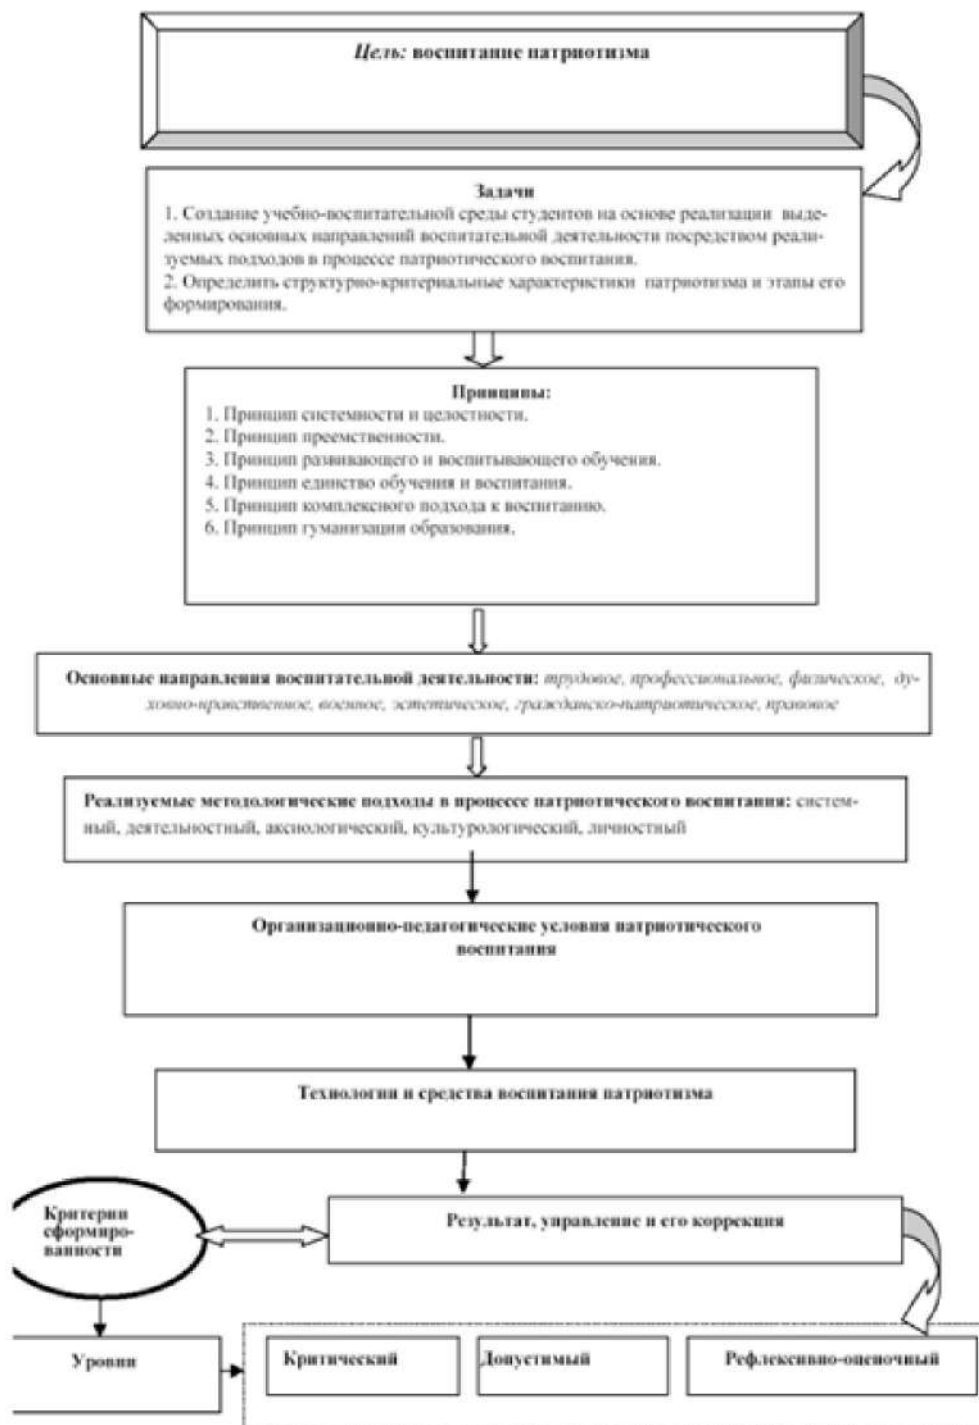 Цель: воспитание патриотизма
Задачи
1. Создание учебно-воспитательной среды студентов на основе реализации выде-
ленных основных направлений воспитательной деятельности посредством реали-
зуемых подходов в процессе патриотического воспитания.
2. Определить структурно-критериальные характеристики патриотизма и этапы его
формирования.
Принципы:
1. Принцип системности и целостности.
2. Принцип преемственности.
3. Принцип развивающего и воспитывающего обучения.
4. Принцип единство обучения и воспитания.
5. Принцип комплексного подхода к воспитанию.
6. Принцип гуманизации образования.
Основные направления воспитательной деятельности: трудовое, профессиональное, физическое, ду-
ховно-нравственное, военное, эстетическое, гражданско-патриотическое, правовое
Реализуемые методологические подходы в процессе патриотического воспитания: систем-
ный, деятельностный, аксиологический, культурологический, личностный
Организационно-педагогические условия патриотического
воспитания
Технологии и средства воспитания патриотизма
Критерии
сформиро-
ванности
Результат, управление и его коррекция
Уровни
Критический
Допустимый
Рефлексивно-оценочный